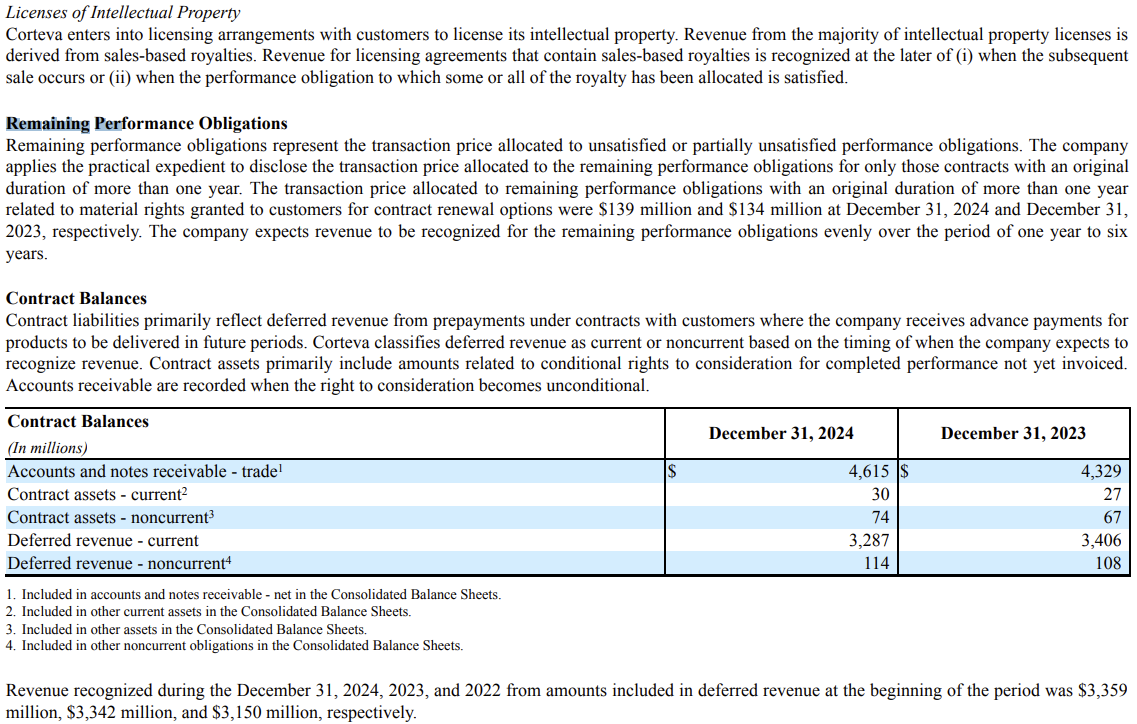 Licenses of Intellectual Property
Corteva enters into licensing arrangements with customers to license its intellectual property. Revenue from the majority of intellectual property licenses is
derived from sales-based royalties. Revenue for licensing agreements that contain sales-based royalties is recognized at the later of (i) when the subsequent
sale occurs or (ii) when the performance obligation to which some or all of the royalty has been allocated is satisfied.
Remaining Performance Obligations
Remaining performance obligations represent the transaction price allocated to unsatisfied or partially unsatisfied performance obligations. The company
applies the practical expedient to disclose the transaction price allocated to the remaining performance obligations for only those contracts with an original
duration of more than one year. The transaction price allocated to remaining performance obligations with an original duration of more than one year
related to material rights granted to customers for contract renewal options were $139 million and $134 million at December 31, 2024 and December 31,
2023, respectively. The company expects revenue to be recognized for the remaining performance obligations evenly over the period of one year to six
years.
Contract Balances
Contract liabilities primarily reflect deferred revenue from prepayments under contracts with customers where the company receives advance payments for
products to be delivered in future periods. Corteva classifies deferred revenue as current or noncurrent based on the timing of when the company expects to
recognize revenue. Contract assets primarily include amounts related to conditional rights to consideration for completed performance not yet invoiced.
Accounts receivable are recorded when the right to consideration becomes unconditional.
Contract Balances
(In millions) December 31, 2024 December 31, 2023
Accounts and notes receivable - trade¹ $ 4,615 $ 4,329
Contract assets - current² 30 27
Contract assets - noncurrent³ 74 67
Deferred revenue - current 3,287 3,406
Deferred revenue - noncurrent⁴ 114 108
1. Included in accounts and notes receivable - net in the Consolidated Balance Sheets.
2. Included in other current assets in the Consolidated Balance Sheets.
3. Included in other assets in the Consolidated Balance Sheets.
4. Included in other noncurrent obligations in the Consolidated Balance Sheets.
Revenue recognized during the December 31, 2024, 2023, and 2022 from amounts included in deferred revenue at the beginning of the period was $3,359
million, $3,342 million, and $3,150 million, respectively.